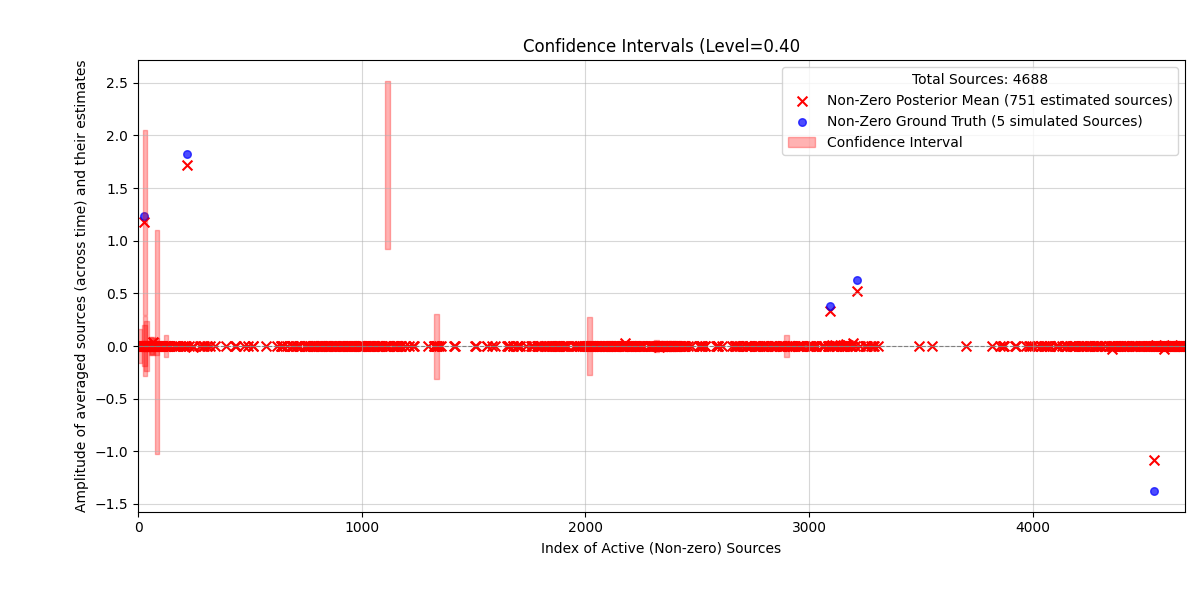 Confidence Intervals (Level=0.40
Total Sources: 4688
Non-Zero Posterior Mean (751 estimated sources)
Non-Zero Ground Truth (5 simulated Sources)
Confidence Interval
Amplitude of averaged sources (across time) and their estimates
2.5
2.0
1.5
1.0
0.5
0.0
−0.5
−1.0
−1.5
0 1000 2000 3000 4000
Index of Active (Non-zero) Sources